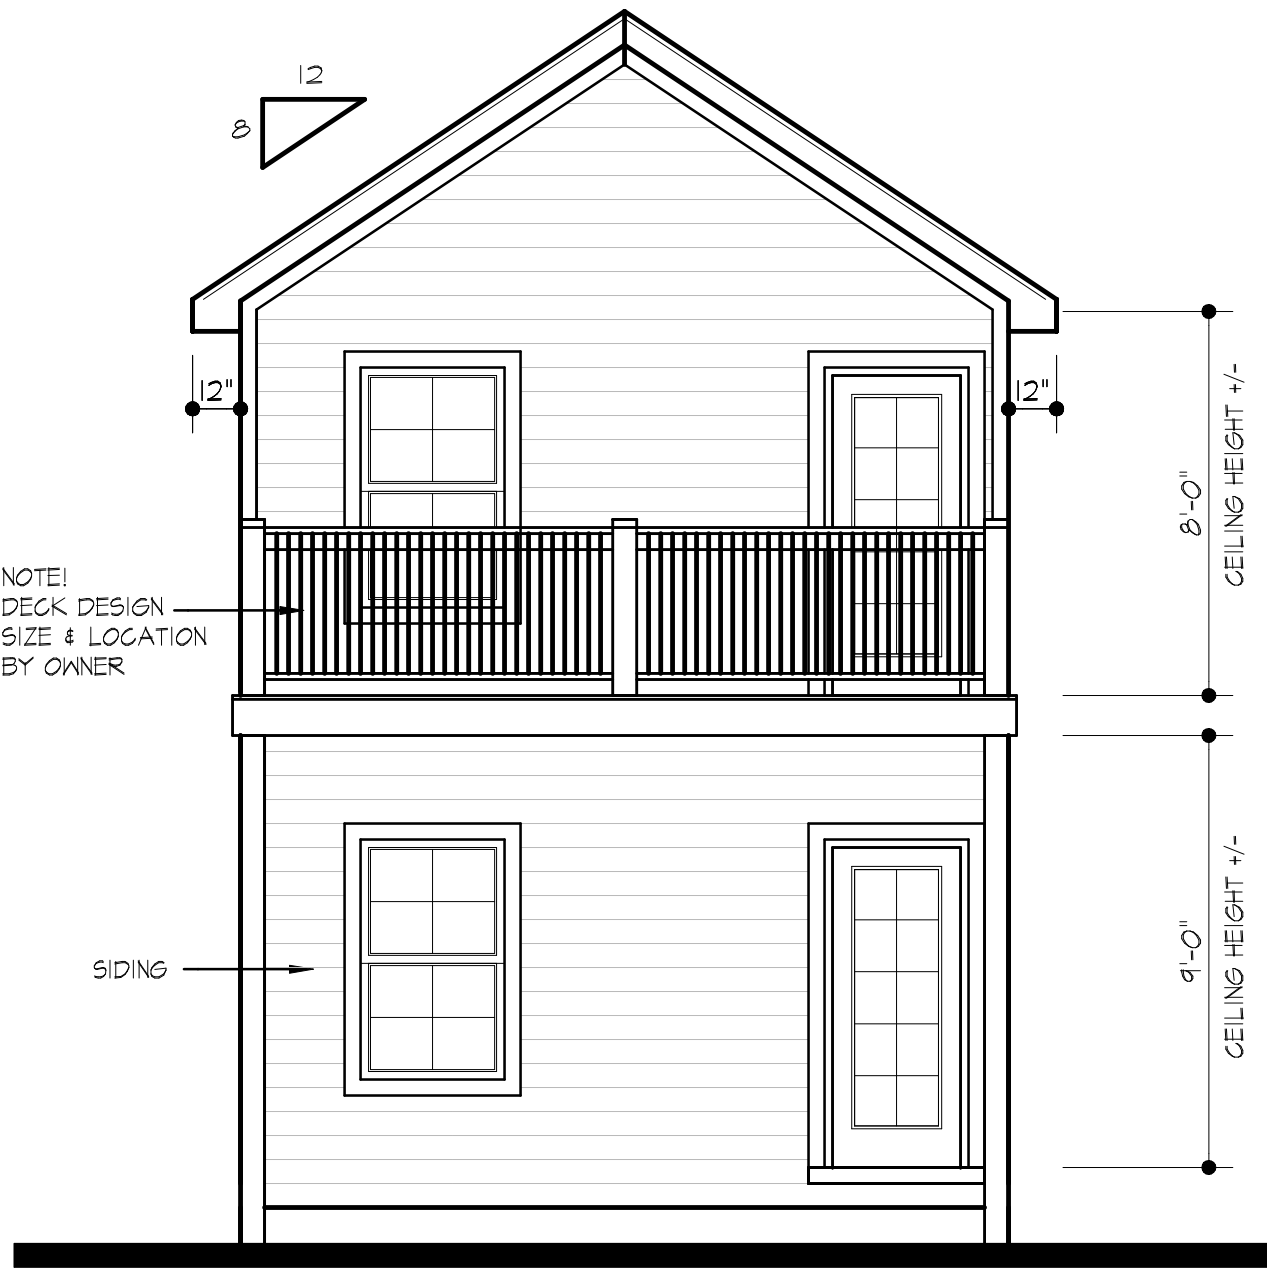 12
8
12"
12"
8'-0"
CEILING HEIGHT +/-
NOTE!
DECK DESIGN
SIZE & LOCATION
BY OWNER
9'-0"
CEILING HEIGHT +/-
SIDING